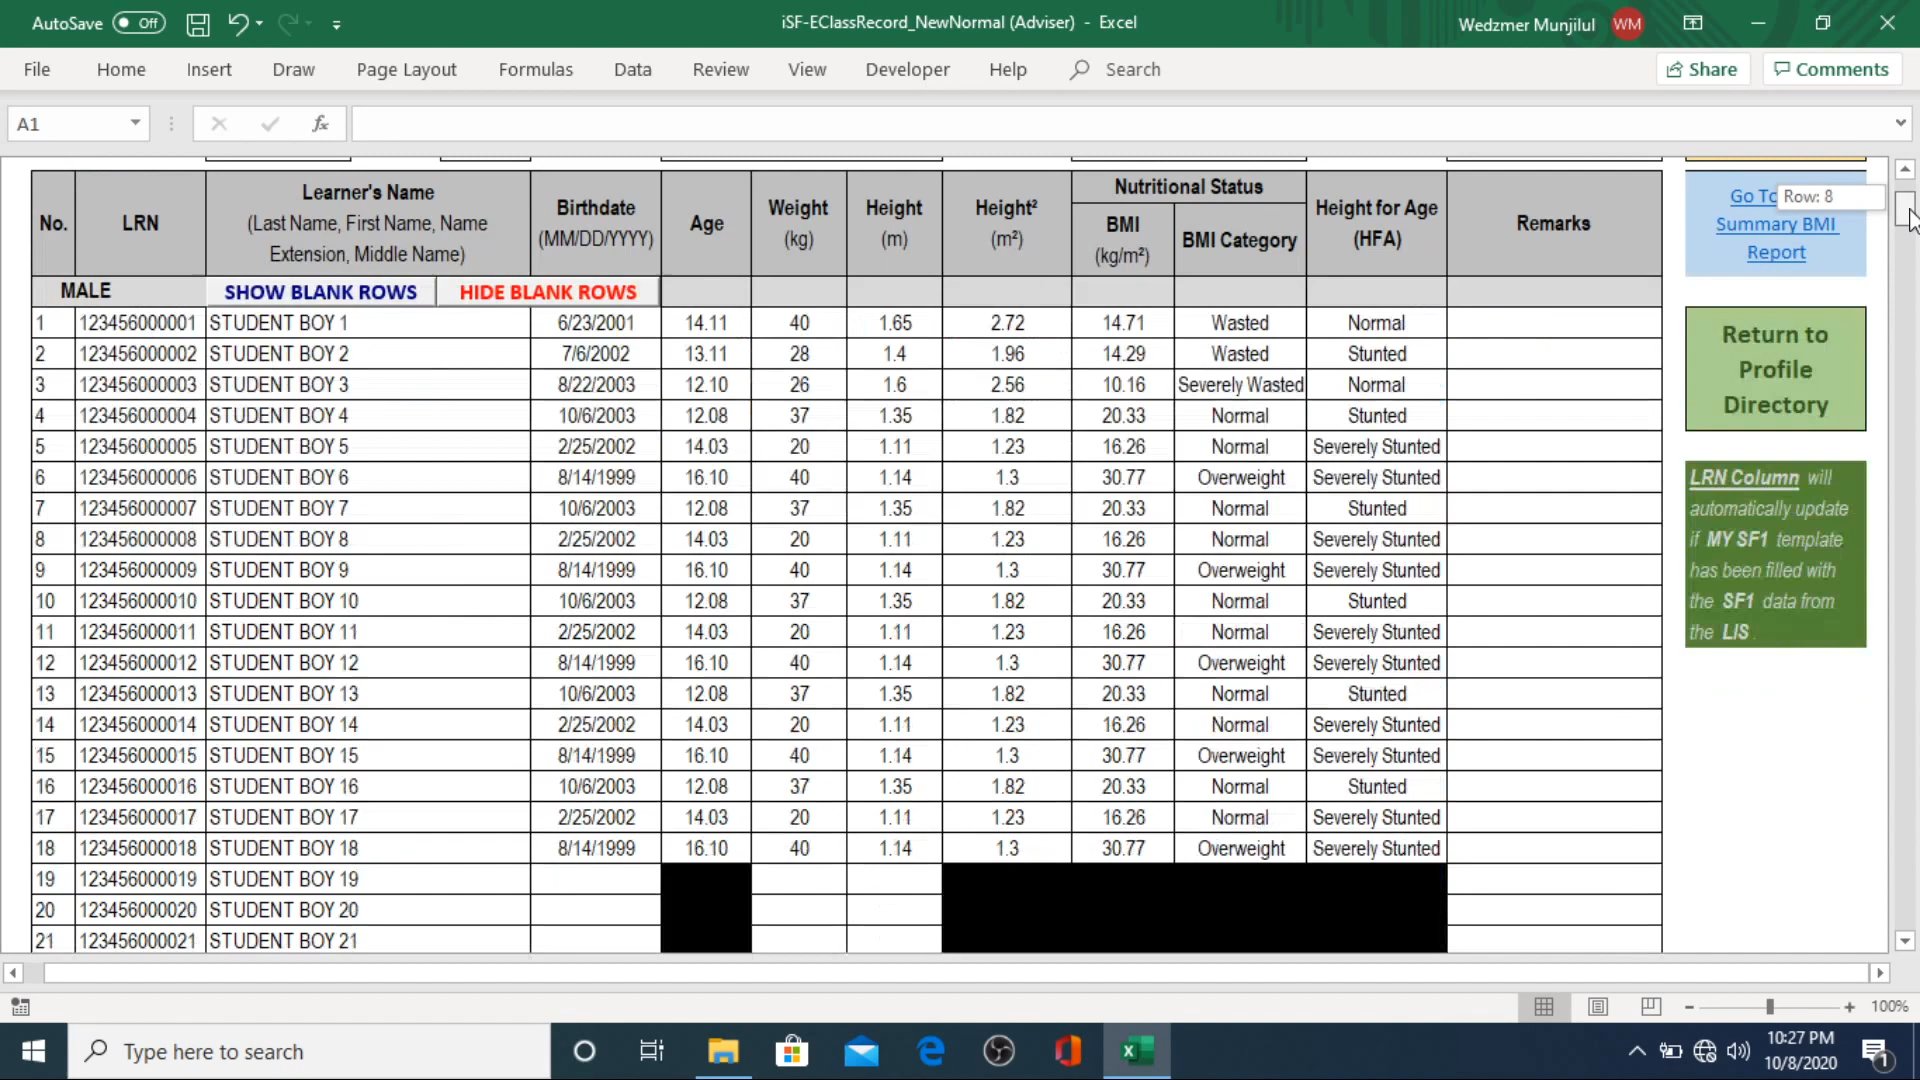 AutoSave Off
iSF-EClassRecord_NewNormal (Adviser) - Excel
Wedzmer Munjilul WM
File Home Insert Draw Page Layout Formulas Data Review View Developer Help Search Share Comments
A1 fx
No. LRN Learner's Name (Last Name, First Name, Name Extension, Middle Name) Birthdate (MM/DD/YYYY) Age Weight (kg) Height (m) Height² (m²) Nutritional Status BMI (kg/m²) BMI Category Height for Age (HFA) Remarks
MALE SHOW BLANK ROWS HIDE BLANK ROWS
1 123456000001 STUDENT BOY 1 6/23/2001 14.11 40 1.65 2.72 14.71 Wasted Normal
2 123456000002 STUDENT BOY 2 7/6/2002 13.11 28 1.4 1.96 14.29 Wasted Stunted
3 123456000003 STUDENT BOY 3 8/22/2003 12.10 26 1.6 2.56 10.16 Severely Wasted Normal
4 123456000004 STUDENT BOY 4 10/6/2003 12.08 37 1.35 1.82 20.33 Normal Stunted
5 123456000005 STUDENT BOY 5 2/25/2002 14.03 20 1.11 1.23 16.26 Normal Severely Stunted
6 123456000006 STUDENT BOY 6 8/14/1999 16.10 40 1.14 1.3 30.77 Overweight Severely Stunted
7 123456000007 STUDENT BOY 7 10/6/2003 12.08 37 1.35 1.82 20.33 Normal Stunted
8 123456000008 STUDENT BOY 8 2/25/2002 14.03 20 1.11 1.23 16.26 Normal Severely Stunted
9 123456000009 STUDENT BOY 9 8/14/1999 16.10 40 1.14 1.3 30.77 Overweight Severely Stunted
10 123456000010 STUDENT BOY 10 10/6/2003 12.08 37 1.35 1.82 20.33 Normal Stunted
11 123456000011 STUDENT BOY 11 2/25/2002 14.03 20 1.11 1.23 16.26 Normal Severely Stunted
12 123456000012 STUDENT BOY 12 8/14/1999 16.10 40 1.14 1.3 30.77 Overweight Severely Stunted
13 123456000013 STUDENT BOY 13 10/6/2003 12.08 37 1.35 1.82 20.33 Normal Stunted
14 123456000014 STUDENT BOY 14 2/25/2002 14.03 20 1.11 1.23 16.26 Normal Severely Stunted
15 123456000015 STUDENT BOY 15 8/14/1999 16.10 40 1.14 1.3 30.77 Overweight Severely Stunted
16 123456000016 STUDENT BOY 16 10/6/2003 12.08 37 1.35 1.82 20.33 Normal Stunted
17 123456000017 STUDENT BOY 17 2/25/2002 14.03 20 1.11 1.23 16.26 Normal Severely Stunted
18 123456000018 STUDENT BOY 18 8/14/1999 16.10 40 1.14 1.3 30.77 Overweight Severely Stunted
19 123456000019 STUDENT BOY 19
20 123456000020 STUDENT BOY 20
21 123456000021 STUDENT BOY 21
Go To
Row: 8
Summary BMI
Report
Return to
Profile
Directory
LRN Column will
automatically update
if MY SF1 template
has been filled with
the SF1 data from
the LIS.
100%
Type here to search
10:27 PM
10/8/2020
1